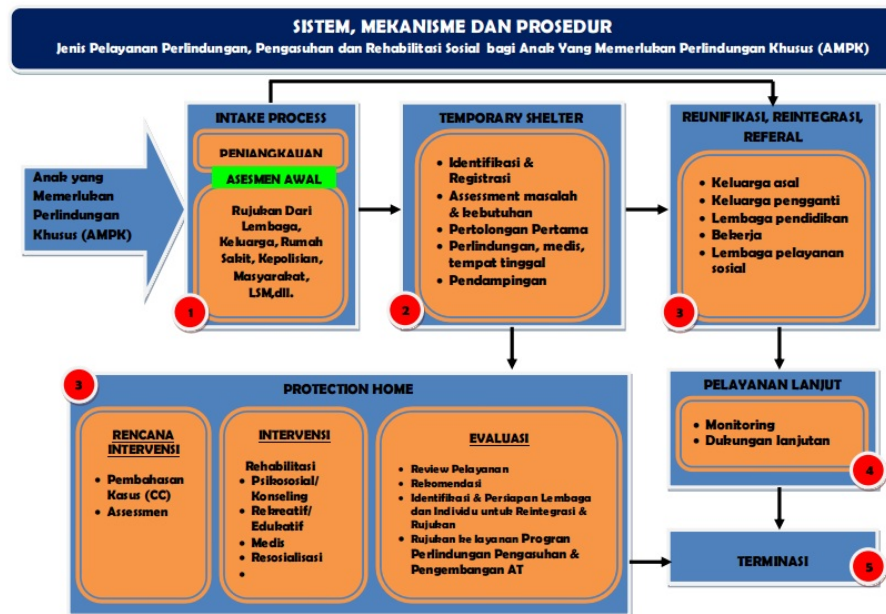 SISTEM, MEKANISME DAN PROSEDUR
Jenis Pelayanan Perlindungan, Pengasuhan dan Rehabilitasi Sosial bagi Anak Yang Memerlukan Perlindungan Khusus (AMPK)
Anak yang
Memerlukan
Perlindungan
Khusus (AMPK)
INTAKE PROCESS
PENJANGKAUAN
ASESMEN AWAL
Rujukan Dari
Lembaga,
Keluarga, Rumah
Sakit, Kepolisian,
Masyarakat,
LSM,dll.
1
TEMPORARY SHELTER
• Identifikasi &
Registrasi
• Assessment masalah
& kebutuhan
• Pertolongan Pertama
• Perlindungan, medis,
tempat tinggal
• Pendampingan
2
REUNIFIKASI, REINTEGRASI,
REFERAL
• Keluarga asal
• Keluarga pengganti
• Lembaga pendidikan
• Bekerja
• Lembaga pelayanan
sosial
3
3
PROTECTION HOME
RENCANA
INTERVENSI
• Pembahasan
Kasus (CC)
• Assessmen
INTERVENSI
Rehabilitasi
• Psikososial/
Konseling
• Rekreatif/
Edukatif
• Medis
• Resosialisasi
•
EVALUASI
• Review Pelayanan
• Rekomendasi
• Identifikasi & Persiapan Lembaga
dan Individu untuk Reintegrasi &
Rujukan
• Rujukan ke layanan Progran
Perlindungan Pengasuhan &
Pengembangan AT
PELAYANAN LANJUT
• Monitoring
• Dukungan lanjutan
4
TERMINASI
5